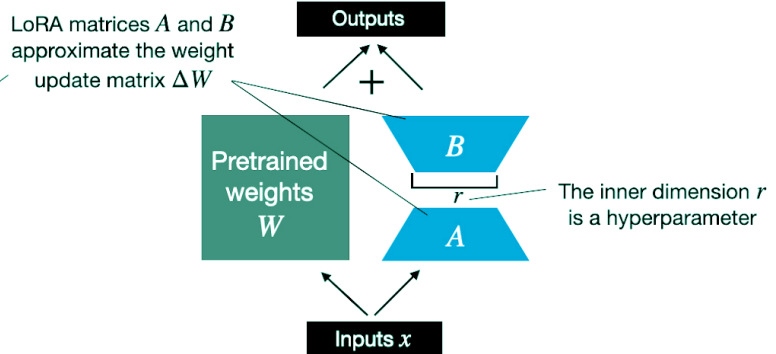 Outputs
LoRA matrices A and B
approximate the weight
update matrix ΔW
+
Pretrained
weights
W
B
r
A
The inner dimension r
is a hyperparameter
Inputs x